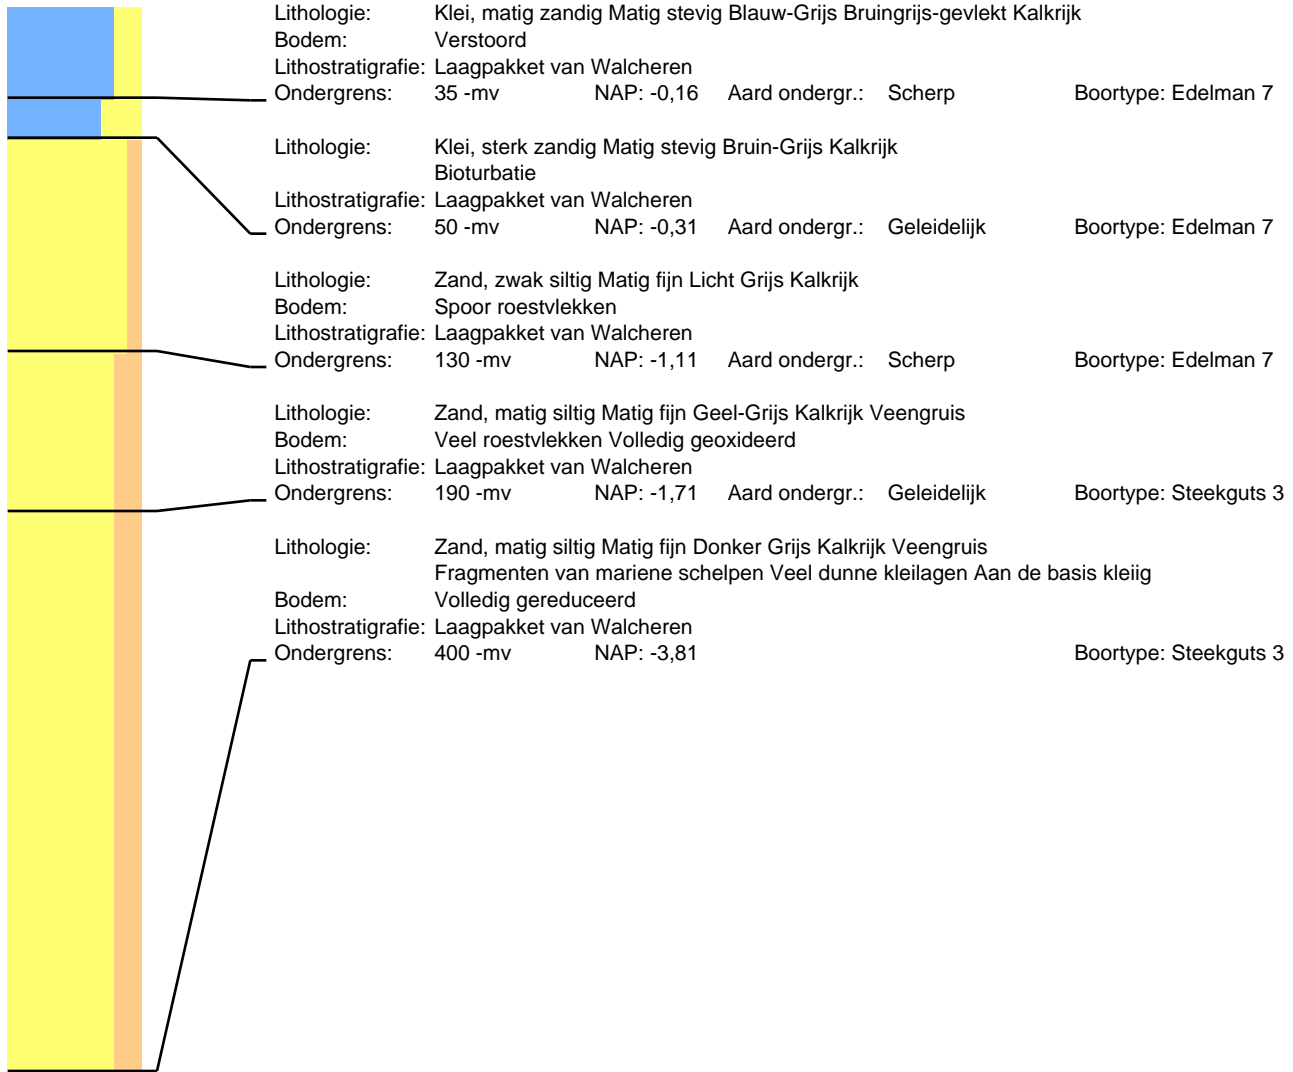 Lithologie: Klei, matig zandig Matig stevig Blauw-Grijs Bruingrijs-gevlekt Kalkrijk
Bodem: Verstoord
Lithostratigrafie: Laagpakket van Walcheren
Ondergrens: 35 -mv NAP: -0,16 Aard ondergr.: Scherp Boortype: Edelman 7
Lithologie: Klei, sterk zandig Matig stevig Bruin-Grijs Kalkrijk
Bioturbatie
Lithostratigrafie: Laagpakket van Walcheren
Ondergrens: 50 -mv NAP: -0,31 Aard ondergr.: Geleidelijk Boortype: Edelman 7
Lithologie: Zand, zwak siltig Matig fijn Licht Grijs Kalkrijk
Bodem: Spoor roestvlekken
Lithostratigrafie: Laagpakket van Walcheren
Ondergrens: 130 -mv NAP: -1,11 Aard ondergr.: Scherp Boortype: Edelman 7
Lithologie: Zand, matig siltig Matig fijn Geel-Grijs Kalkrijk Veengruis
Bodem: Veel roestvlekken Volledig geoxideerd
Lithostratigrafie: Laagpakket van Walcheren
Ondergrens: 190 -mv NAP: -1,71 Aard ondergr.: Geleidelijk Boortype: Steekguts 3
Lithologie: Zand, matig siltig Matig fijn Donker Grijs Kalkrijk Veengruis
Fragmenten van mariene schelpen Veel dunne kleilagen Aan de basis kleiig
Bodem: Volledig gereduceerd
Lithostratigrafie: Laagpakket van Walcheren
Ondergrens: 400 -mv NAP: -3,81 Boortype: Steekguts 3